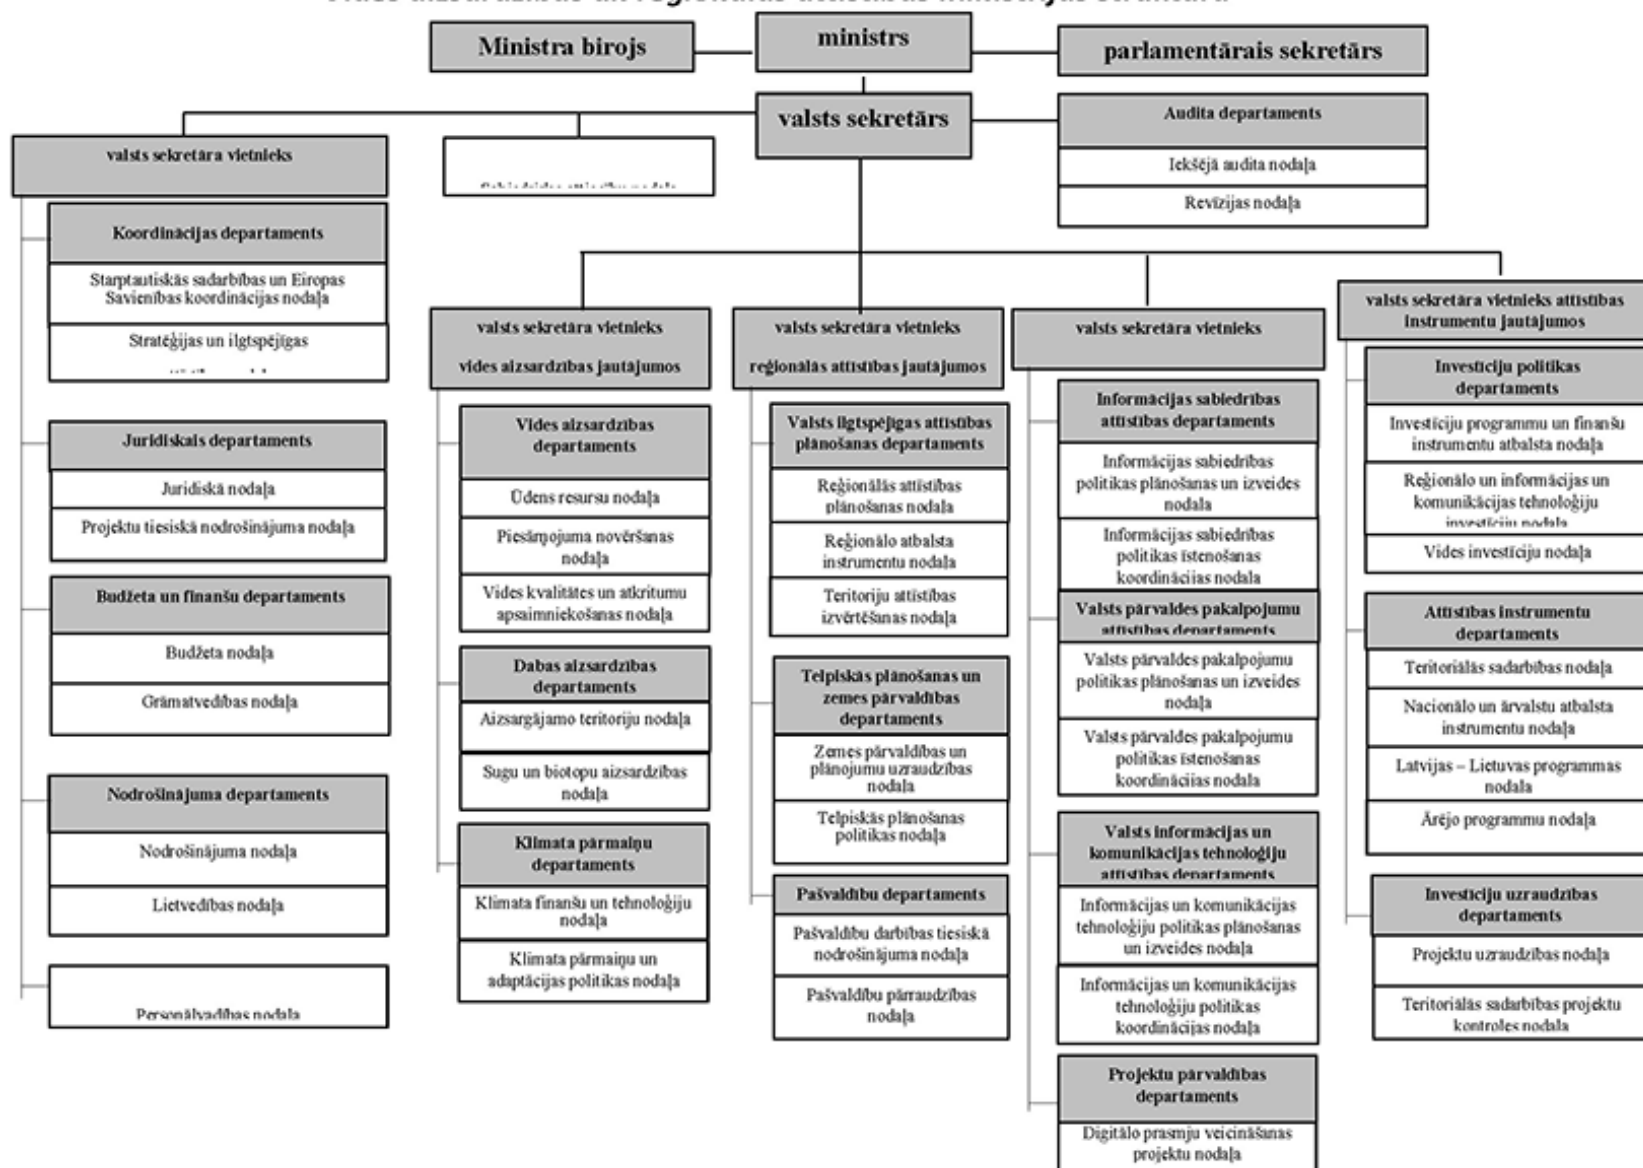 Ministra birojs
ministrs
parlamentārais sekretārs
valsts sekretārs
Audita departaments
Iekšējā audita nodaļa
Revīzijas nodaļa
valsts sekretāra vietnieks
Koordinācijas departaments
Starptautiskās sadarbības un Eiropas
Savienības koordinācijas nodaļa
Stratēģijas un ilgtspējīgas
Juridiskais departaments
Juridiskā nodaļa
Projektu tiesiskā nodrošinājuma nodaļa
Budžeta un finanšu departaments
Budžeta nodaļa
Grāmatvedības nodaļa
Nodrošinājuma departaments
Nodrošinājuma nodaļa
Lietvedības nodaļa
Personālvadības nodaļa
valsts sekretāra vietnieks
vides aizsardzības jautājumos
Vides aizsardzības
departaments
Ūdens resursu nodaļa
Piesārņojuma novēršanas
nodaļa
Vides kvalitātes un atkritumu
apsaimniekošanas nodaļa
Dabas aizsardzības
departaments
Aizsargājamo teritoriju nodaļa
Sugu un biotopu aizsardzības
nodaļa
Klimata pārmaiņu
departaments
Klimata finanšu un tehnoloģiju
nodaļa
Klimata pārmaiņu un
adaptācijas politikas nodaļa
valsts sekretāra vietnieks
reģionālās attīstības jautājumos
Valsts ilgtspējīgas attīstības
plānošanas departaments
Reģionālās attīstības
plānošanas nodaļa
Reģionālo atbalsta
instrumentu nodaļa
Teritoriju attīstības
izvērtēšanas nodaļa
Telpiskās plānošanas un
zemes pārvaldības
departaments
Zemes pārvaldības un
plānojumu uzraudzības
nodaļa
Telpiskās plānošanas
politikas nodaļa
Pašvaldību departaments
Pašvaldību darbības tiesiskā
nodrošinājuma nodaļa
Pašvaldību pārraudzības
nodaļa
valsts sekretāra vietnieks
Informācijas sabiedrības
attīstības departaments
Informācijas sabiedrības
politikas plānošanas un izveides
nodaļa
Informācijas sabiedrības
politikas īstenošanas
koordinācijas nodaļa
Valsts pārvaldes pakalpojumu
attīstības departaments
Valsts pārvaldes pakalpojumu
politikas plānošanas un izveides
nodaļa
Valsts pārvaldes pakalpojumu
politikas īstenošanas
koordinācijas nodaļa
Valsts informācijas un
komunikācijas tehnoloģiju
attīstības departaments
Informācijas un komunikācijas
tehnoloģiju politikas plānošanas
un izveides nodaļa
Informācijas un komunikācijas
tehnoloģiju politikas
koordinācijas nodaļa
Projektu pārvaldības
departaments
Digitālo prasmju veicināšanas
projektu nodaļa
valsts sekretāra vietnieks attīstības
instrumentu jautājumos
Investīciju politikas
departaments
Investīciju programmu un finanšu
instrumentu atbalsta nodaļa
Reģionālo un informācijas un
komunikācijas tehnoloģiju
investīciju nodaļa
Vides investīciju nodaļa
Attīstības instrumentu
departaments
Teritoriālās sadarbības nodaļa
Nacionālo un ārvalstu atbalsta
instrumentu nodaļa
Latvijas – Lietuvas programmas
nodaļa
Ārējo programmu nodaļa
Investīciju uzraudzības
departaments
Projektu uzraudzības nodaļa
Teritoriālās sadarbības projektu
kontroles nodaļa